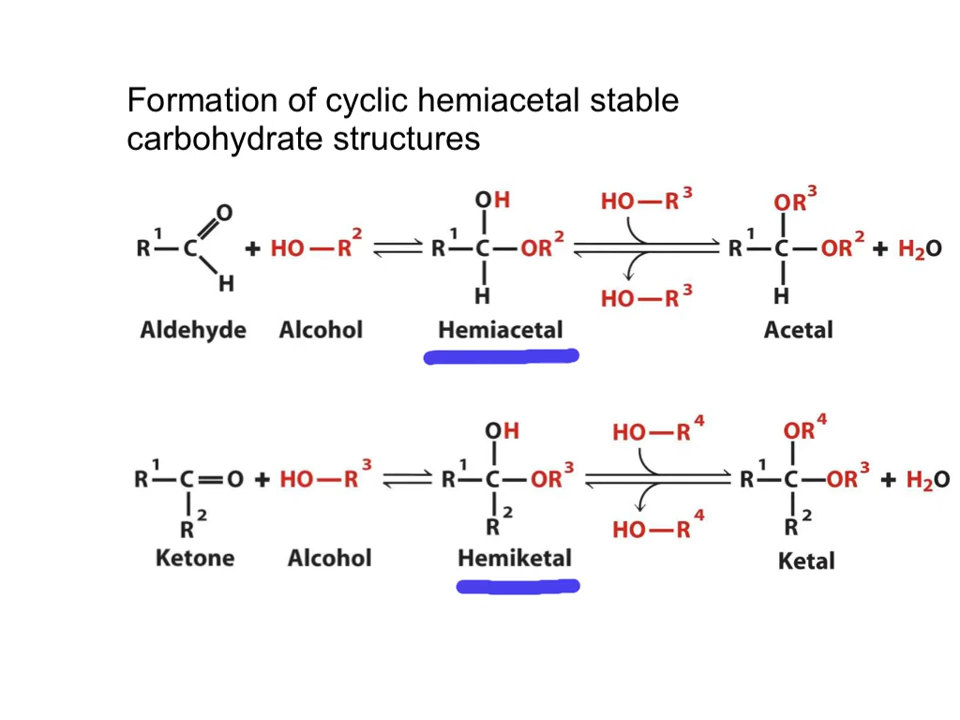 Formation of cyclic hemiacetal stable
carbohydrate structures
O
OH
HO—R³
OR³
R¹—C
H
+ HO—R²
R¹—C—OR²
H
HO—R³
R¹—C—OR² + H₂O
H
Aldehyde Alcohol Hemiacetal Acetal
OH
HO—R⁴
OR⁴
R¹—C=O + HO—R³
R¹—C—OR³
R¹—C—OR³ + H₂O
R²
R²
HO—R⁴
R²
Ketone Alcohol Hemiketal Ketal